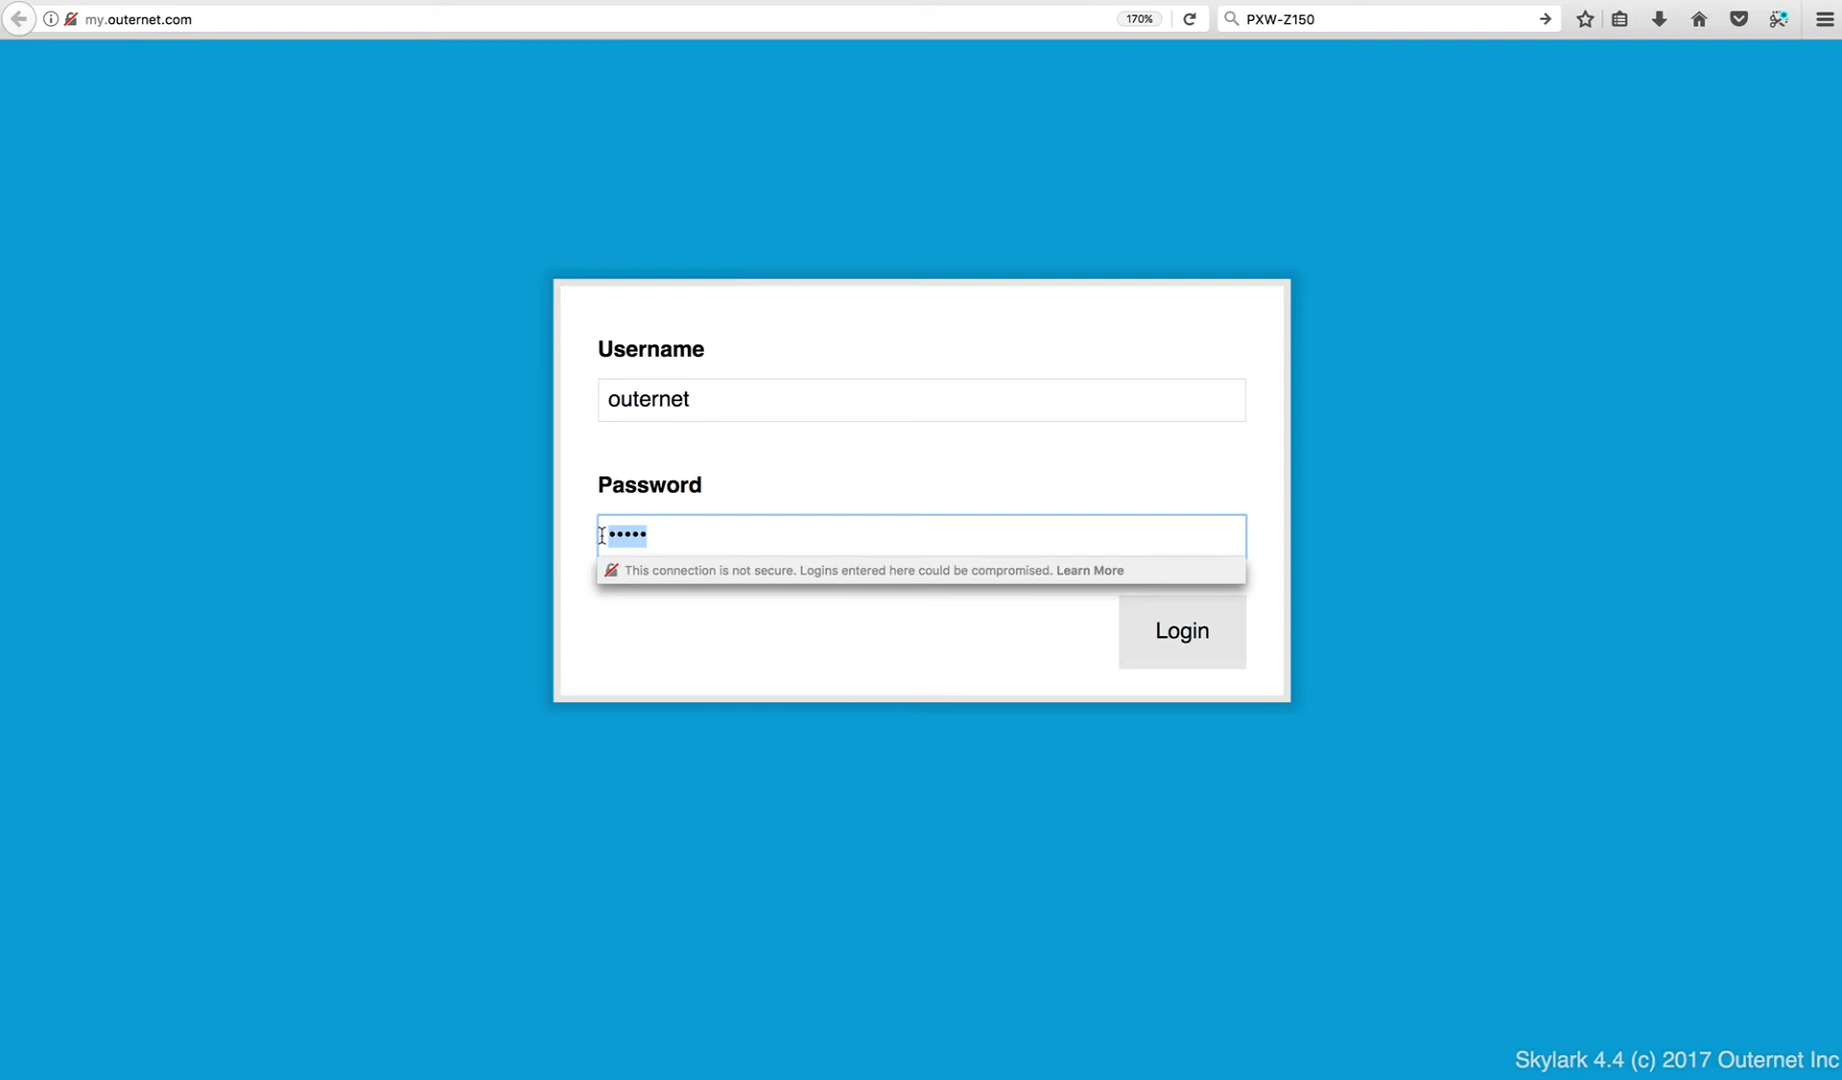 my.outernet.com
170%
PXW-Z150
Username
outernet
Password
•••••
This connection is not secure. Logins entered here could be compromised. Learn More
Login
Skylark 4.4 (c) 2017 Outernet Inc